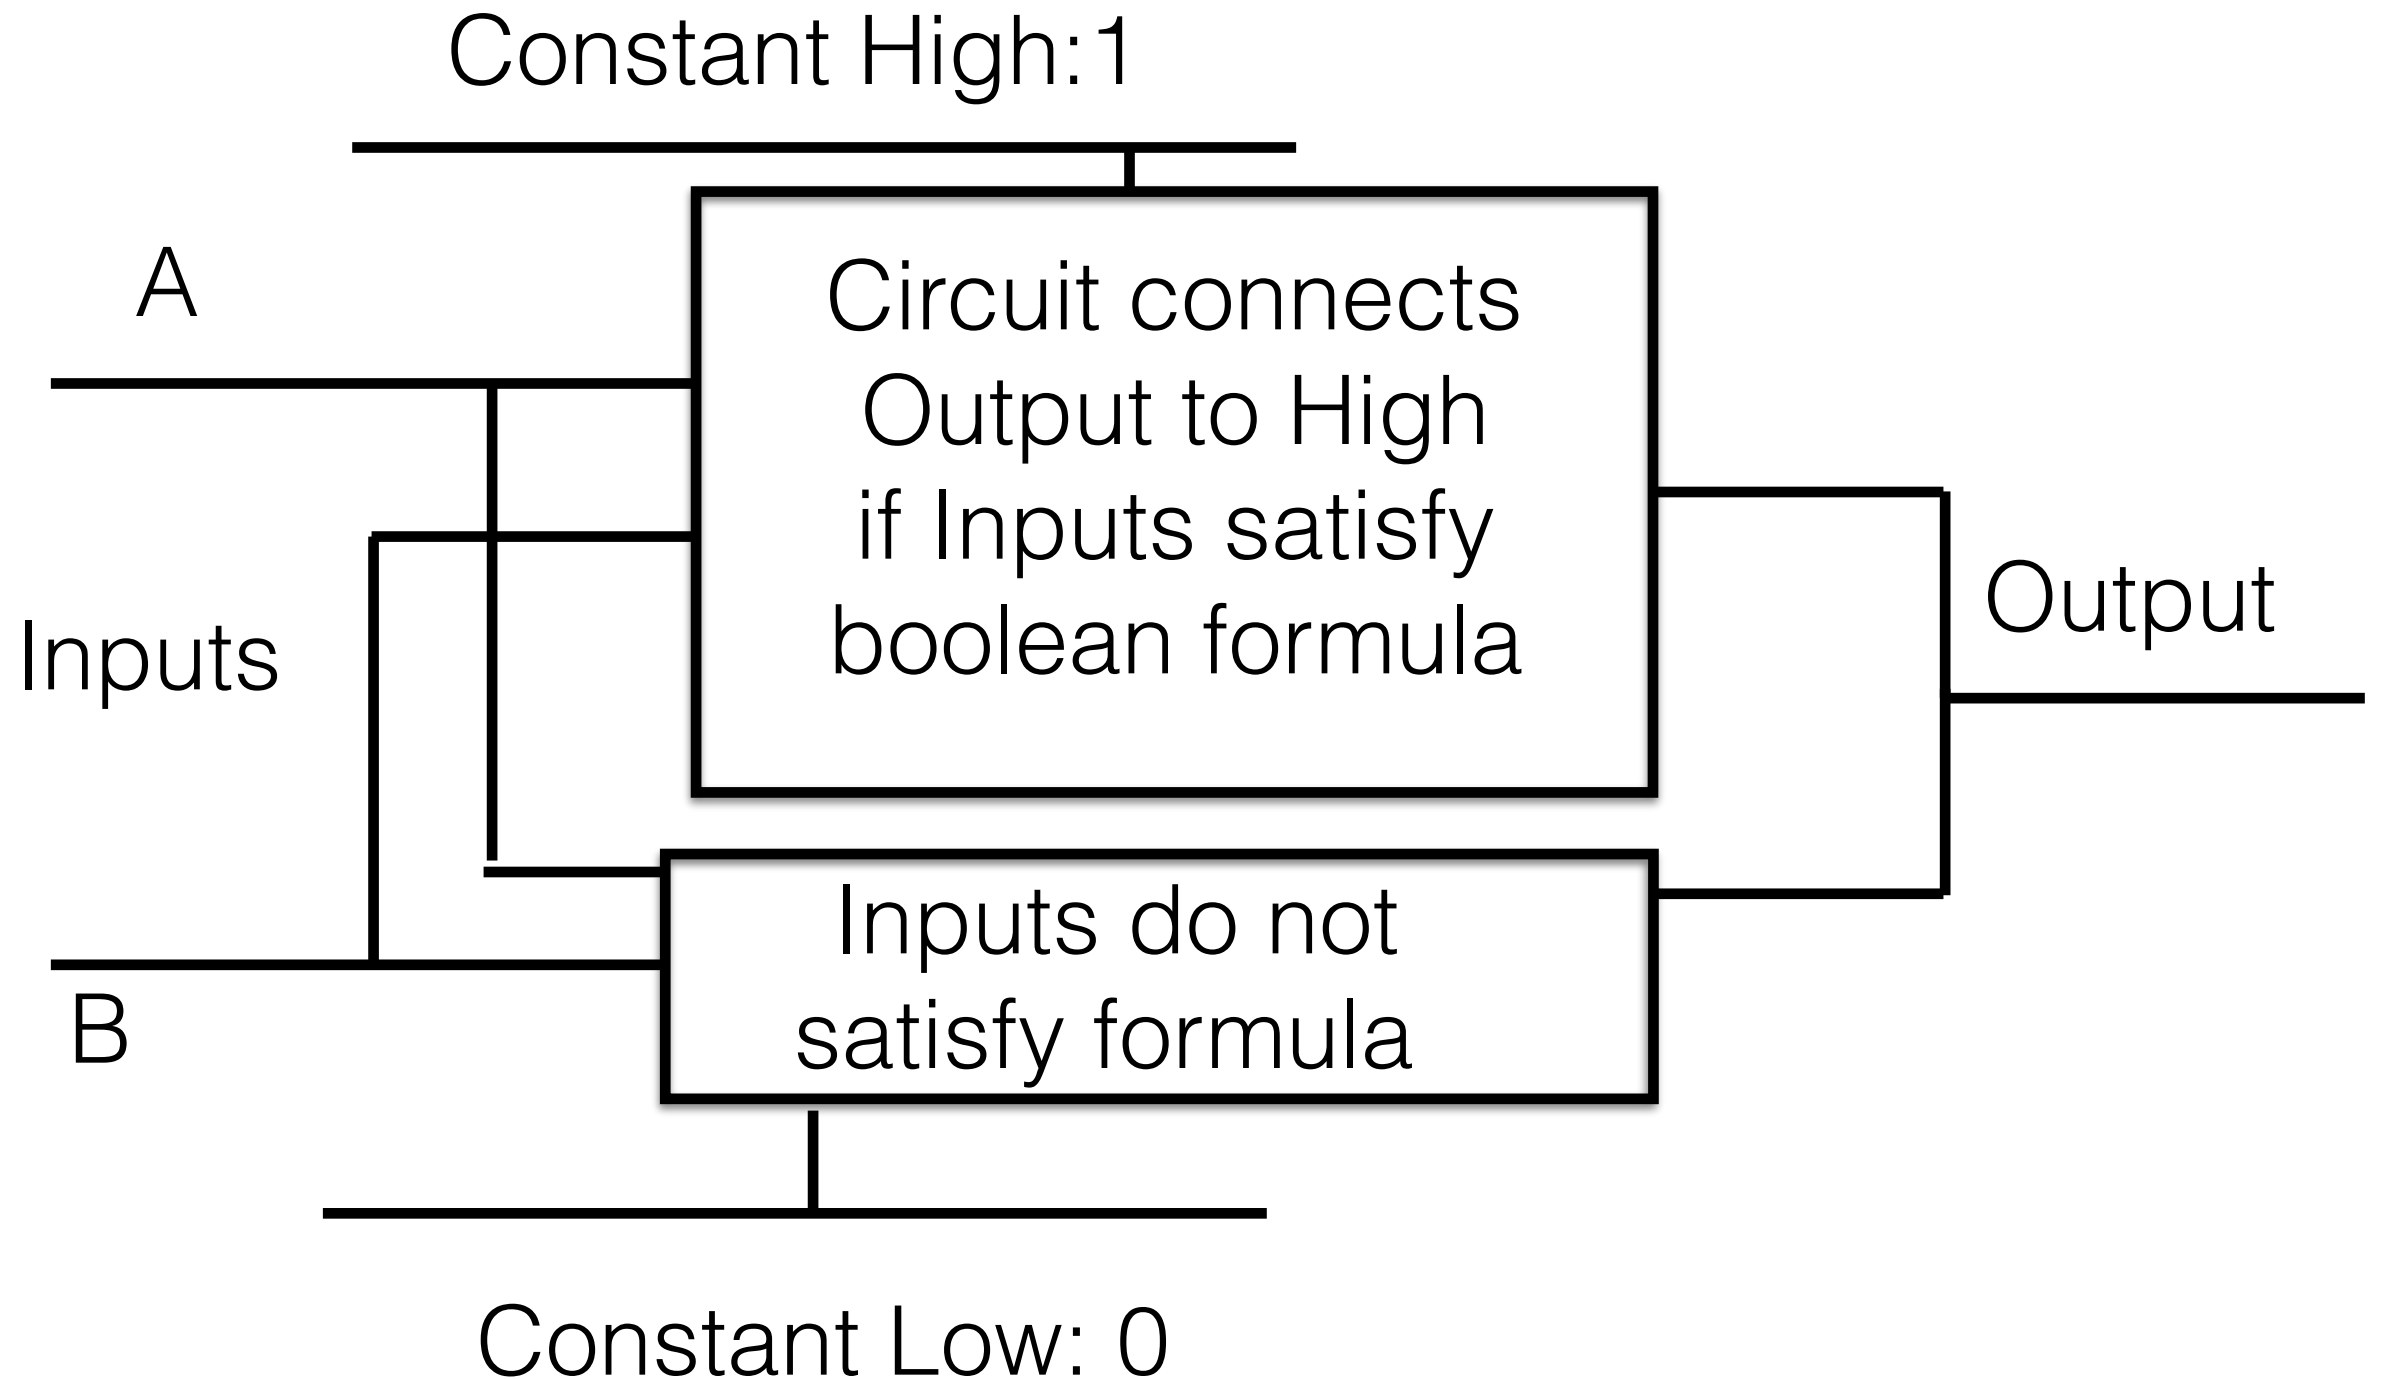 Constant High:1
A
Circuit connects
Output to High
if Inputs satisfy
boolean formula
Inputs
Output
B
Inputs do not
satisfy formula
Constant Low: 0